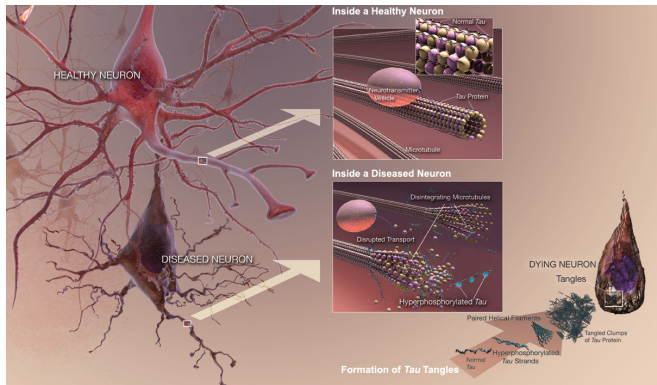 Inside a Healthy Neuron
Normal Tau
HEALTHY NEURON
Neurotransmitter
Vesicle
Tau Protein
Microtubule
Inside a Diseased Neuron
Disintegrating Microtubules
Disrupted Transport
DISEASED NEURON
Hyperphosphorylated Tau
DYING NEURON
Tangles
Paired Helical Filaments
Tangled Clumps
of Tau Protein
Normal
Tau
Hyperphosphorylated
Tau Strands
Formation of Tau Tangles